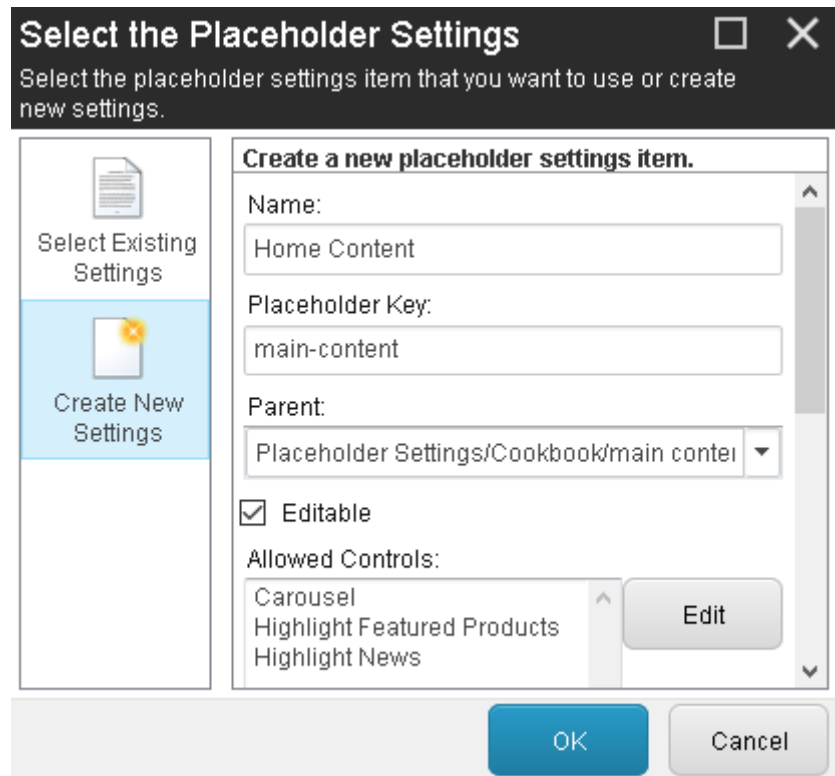 Select the Placeholder Settings
Select the placeholder settings item that you want to use or create
new settings.
Select Existing
Settings
Create New
Settings
Create a new placeholder settings item.
Name:
Home Content
Placeholder Key:
main-content
Parent:
Placeholder Settings/Cookbook/main conter
Editable
Allowed Controls:
Carousel
Highlight Featured Products
Highlight News
Edit
OK
Cancel